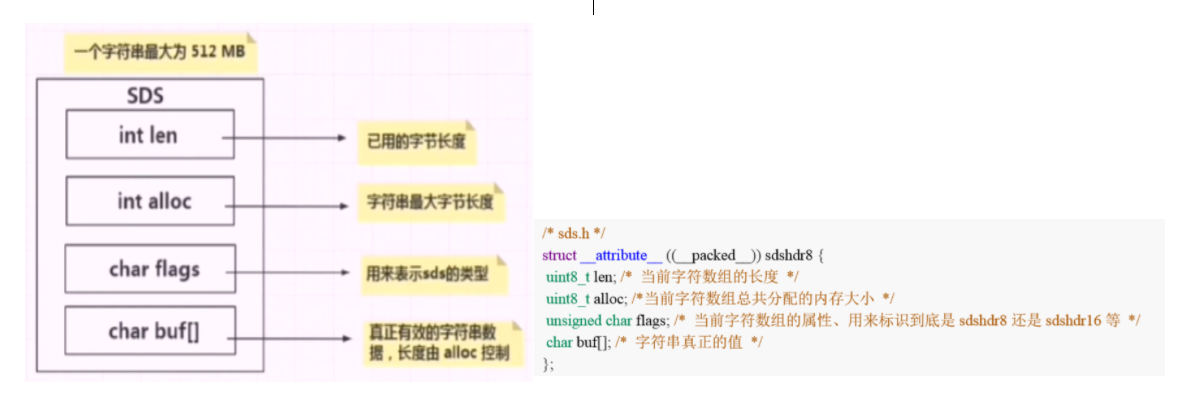 一个字符串最大为 512 MB
SDS
int len
已用的字节长度
int alloc
字符串最大字节长度
char flags
用来表示sds的类型
char buf[]
真正有效的字符串数
据，长度由 alloc 控制
/* sds.h */
struct __attribute__ ((__packed__)) sdshdr8 {
uint8_t len; /* 当前字符数组的长度 */
uint8_t alloc; /*当前字符数组总共分配的内存大小 */
unsigned char flags; /* 当前字符数组的属性、用来标识到底是 sdshdr8 还是 sdshdr16 等 */
char buf[]; /* 字符串真正的值 */
};